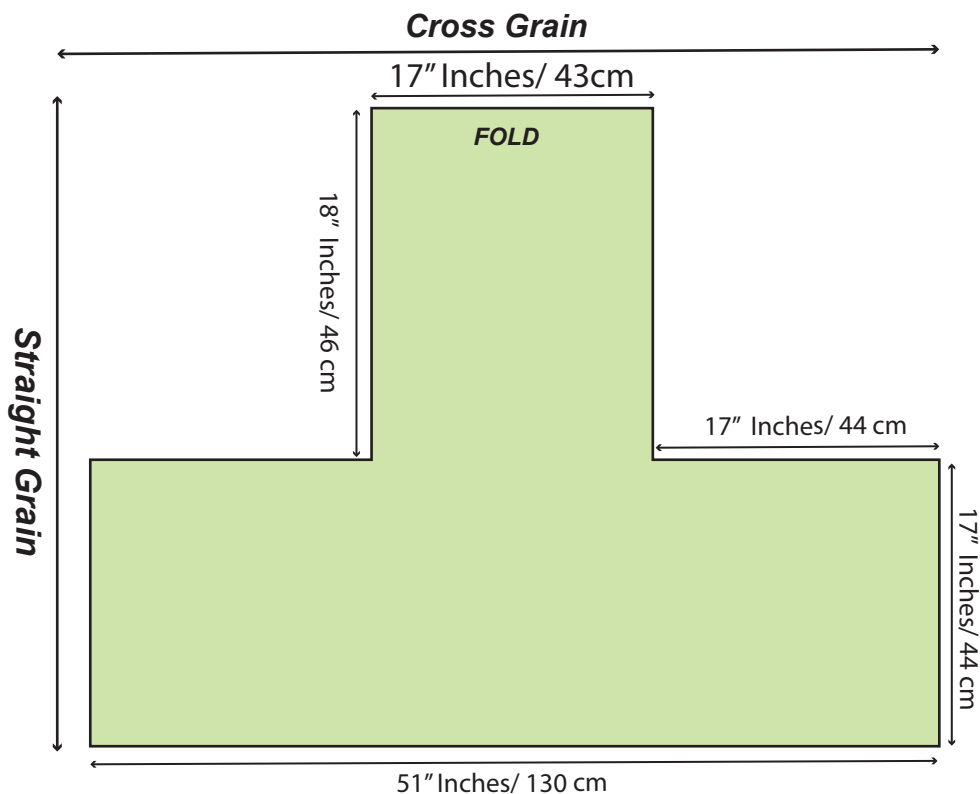 Cross Grain
17” Inches/ 43cm
FOLD
18” Inches/ 46 cm
Straight Grain
17” Inches/ 44 cm
17” Inches/ 44 cm
51” Inches/ 130 cm